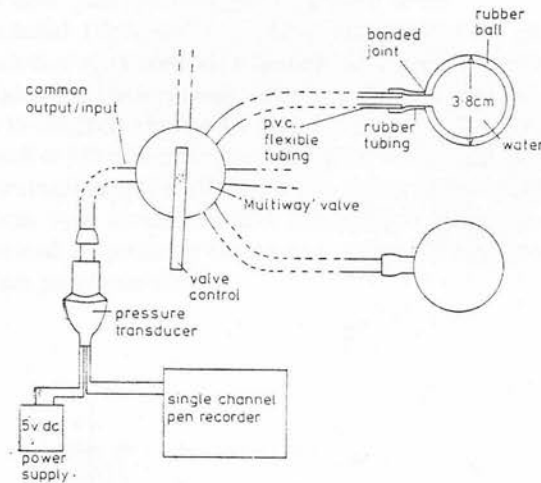 rubber
ball
bonded
joint
common
output/input
3·8cm
p.v.c.
flexible
tubing
rubber
tubing
water
'Multiway' valve
valve
control
pressure
transducer
single channel
pen recorder
5v dc
power
supply.